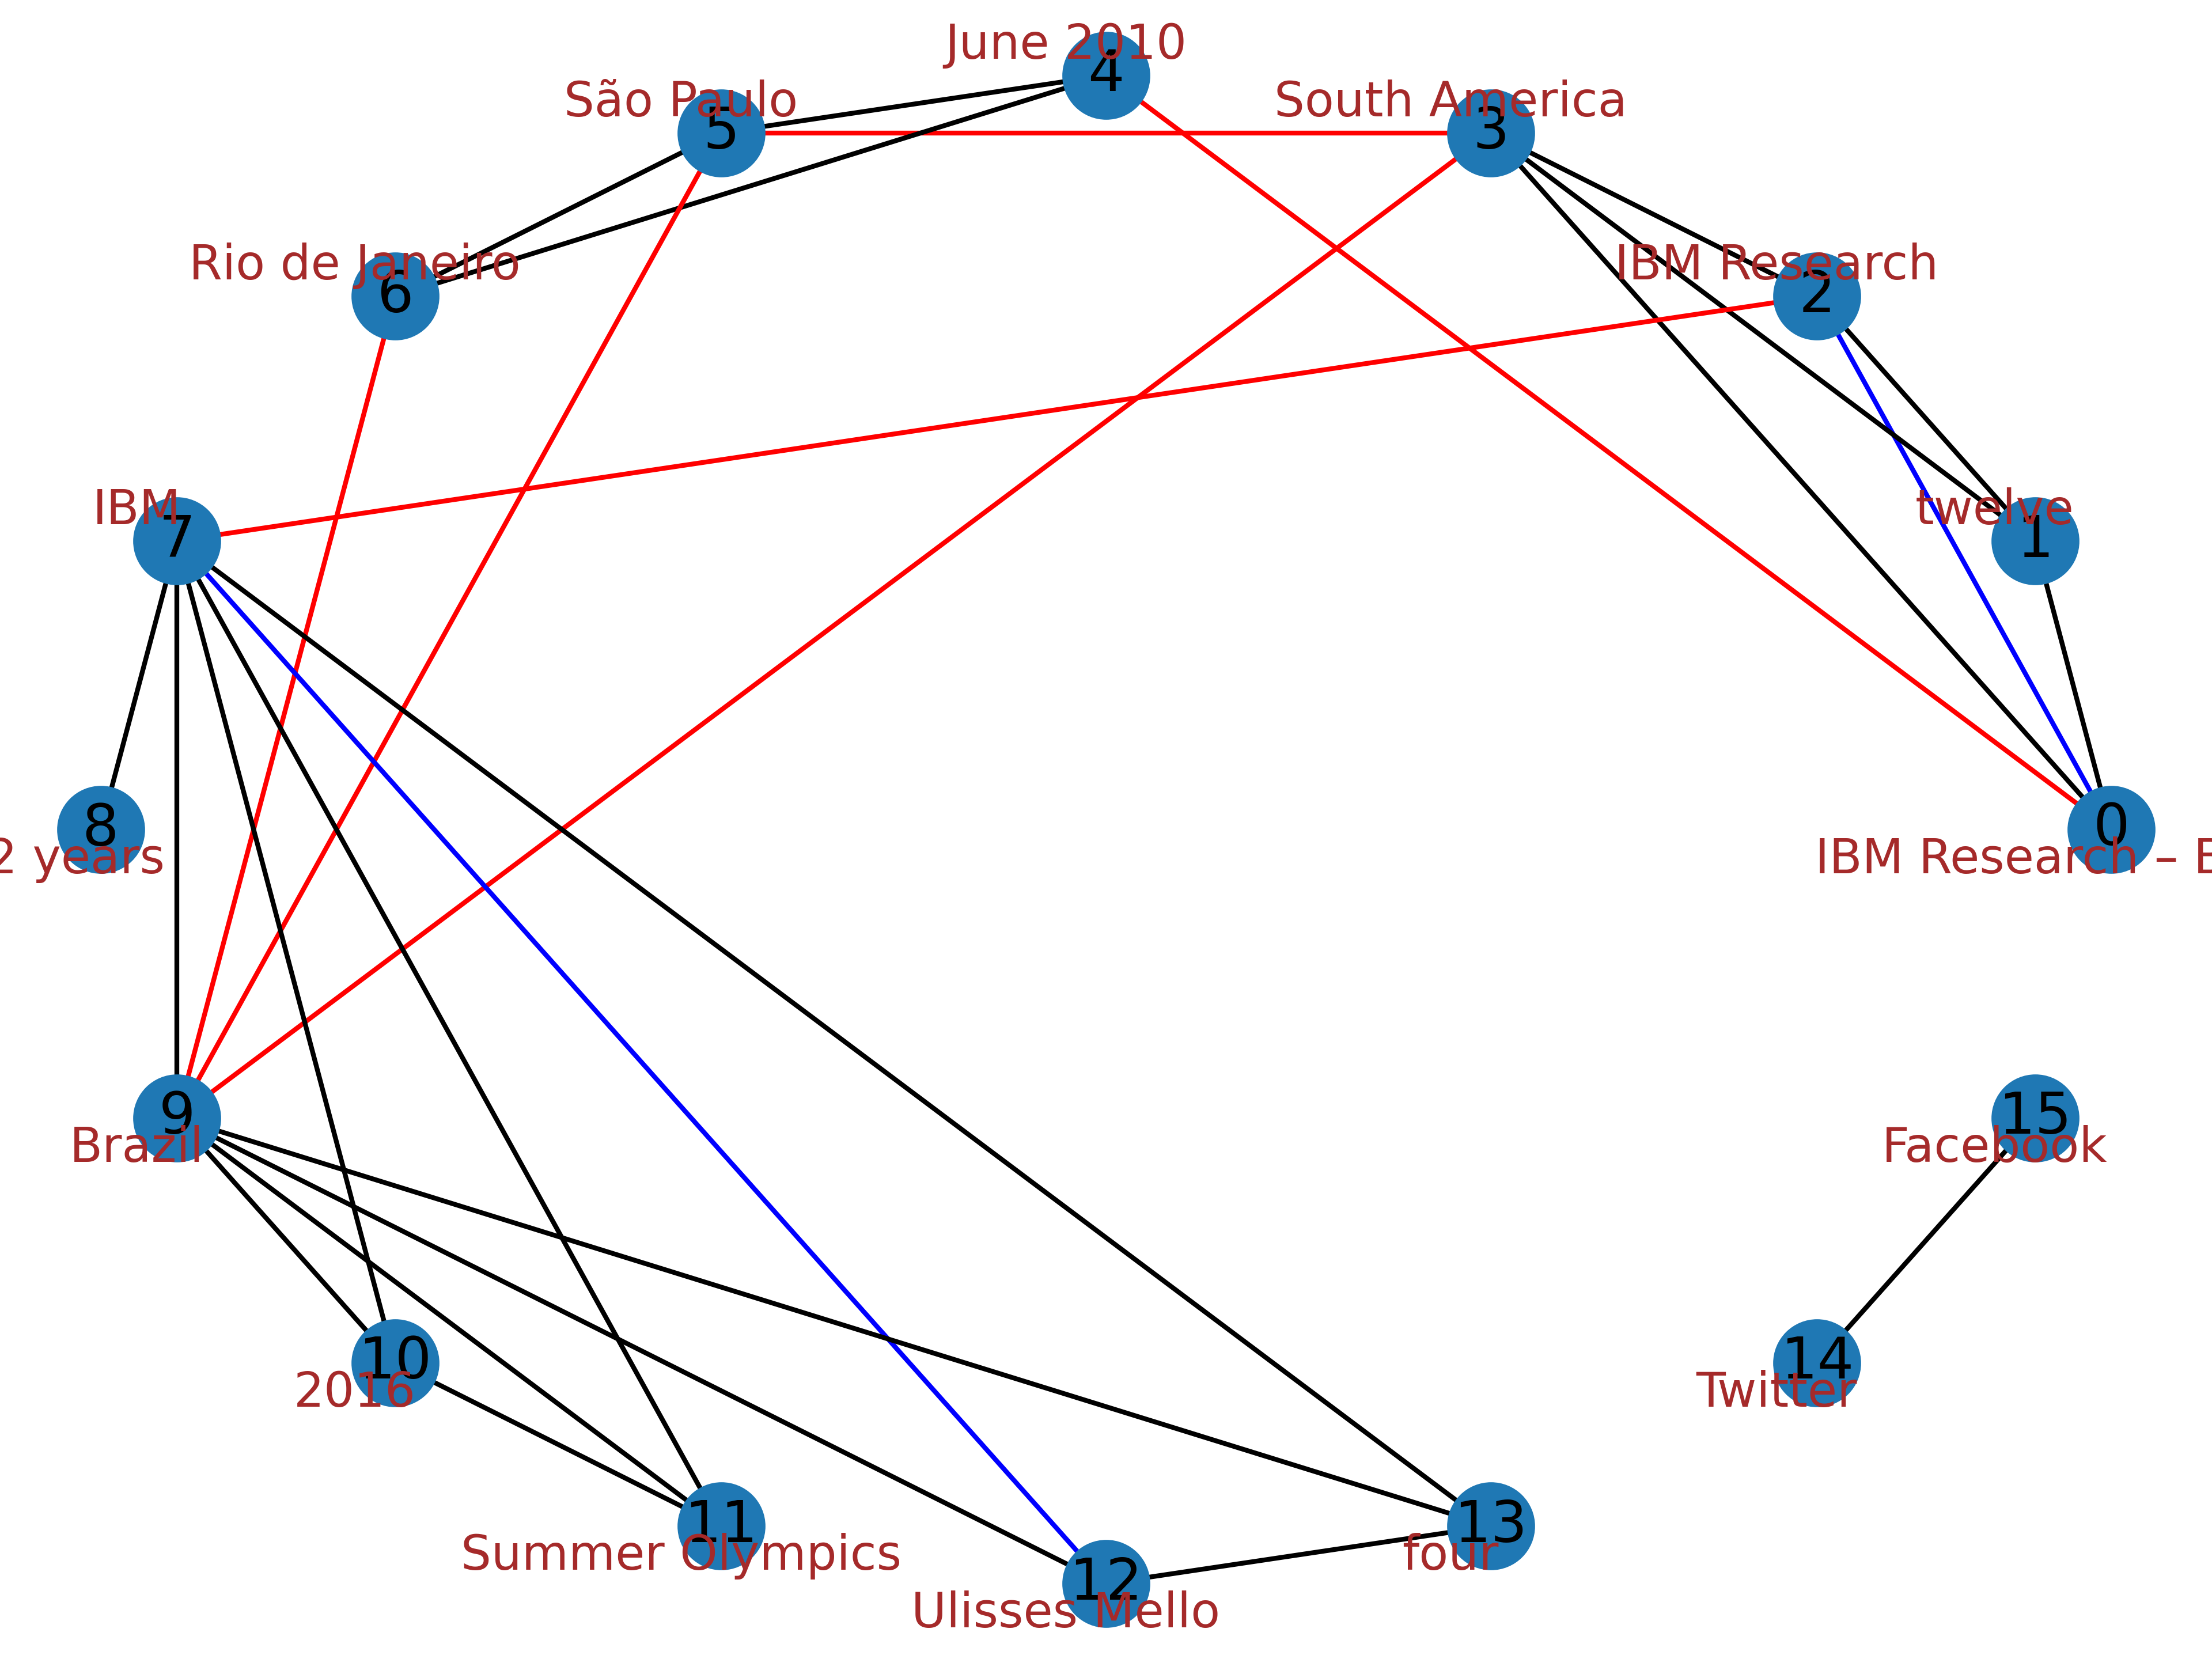 June 2010
4
São Paulo
5
South America
3
Rio de Janeiro
6
IBM Research
2
IBM
7
twelve
1
8
2 years
0
IBM Research –
9
Brazil
15
Facebook
10
2016
14
Twitter
11
Summer Olympics
13
four
12
Ulisses Mello